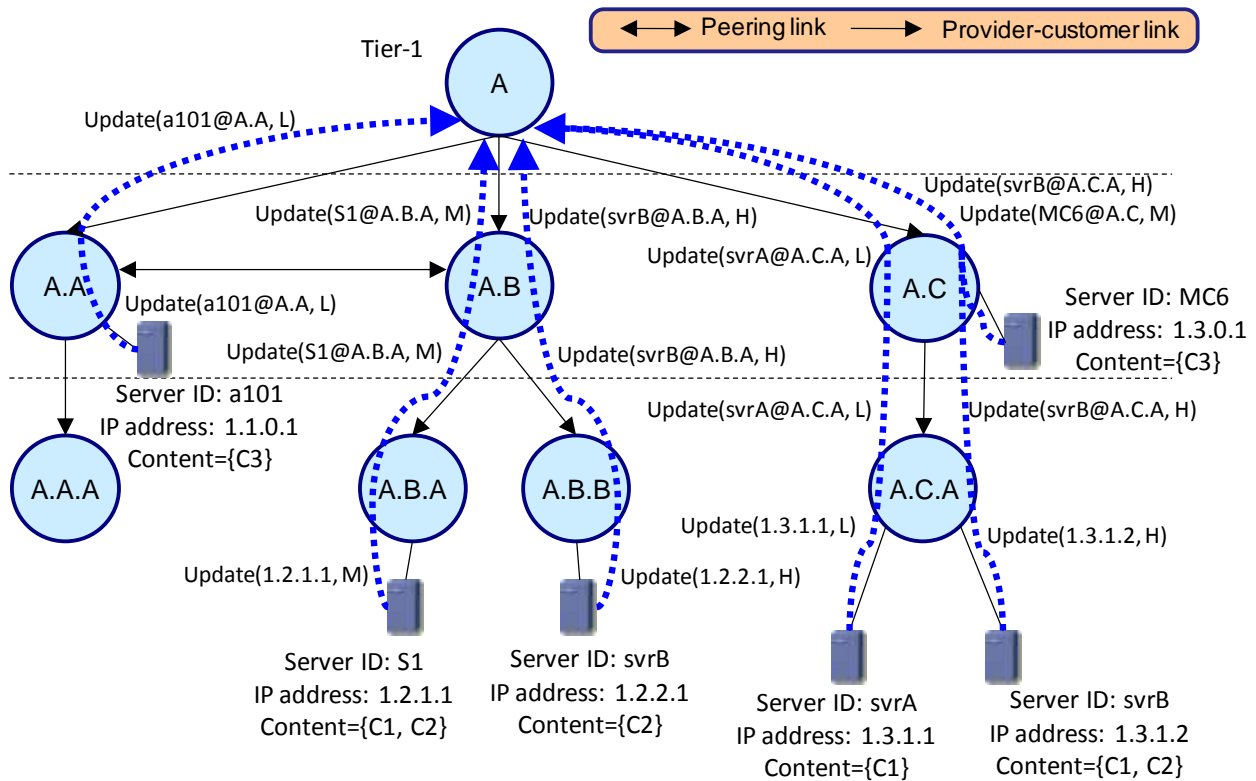 Peering link
Provider-customer link
Tier-1
A
Update(a101@A.A, L)
Update(svrB@A.C.A, H)
Update(MC6@A.C, M)
Update(S1@A.B.A, M)
Update(svrB@A.B.A, H)
Update(svrA@A.C.A, L)
A.A
A.B
A.C
Update(a101@A.A, L)
Server ID: MC6
IP address: 1.3.0.1
Content={C3}
Update(S1@A.B.A, M)
Update(svrB@A.B.A, H)
Server ID: a101
IP address: 1.1.0.1
Content={C3}
Update(svrA@A.C.A, L)
Update(svrB@A.C.A, H)
A.A.A
A.B.A
A.B.B
A.C.A
Update(1.3.1.1, L)
Update(1.3.1.2, H)
Update(1.2.1.1, M)
Update(1.2.2.1, H)
Server ID: S1
IP address: 1.2.1.1
Content={C1, C2}
Server ID: svrB
IP address: 1.2.2.1
Content={C2}
Server ID: svrA
IP address: 1.3.1.1
Content={C1}
Server ID: svrB
IP address: 1.3.1.2
Content={C1, C2}